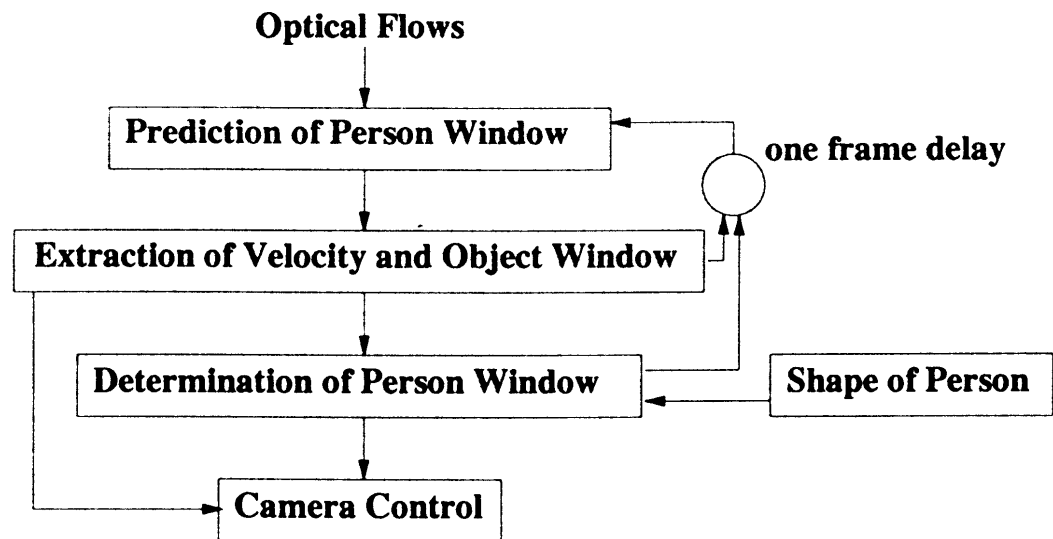 Optical Flows
Prediction of Person Window
one frame delay
Extraction of Velocity and Object Window
Determination of Person Window
Shape of Person
Camera Control